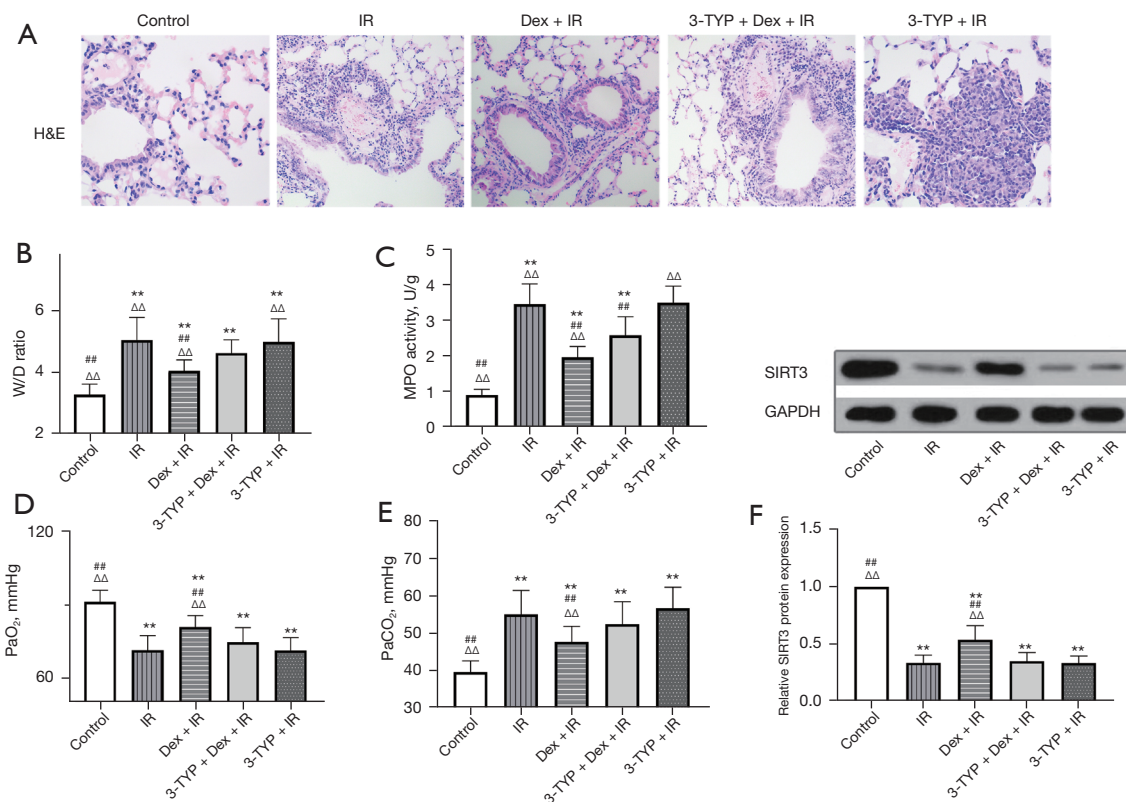 A
Control
IR
Dex + IR
3-TYP + Dex + IR
3-TYP + IR
H&E
B
W/D ratio
6
4
2
##
ΔΔ
**
ΔΔ
**
##
ΔΔ
**
**
ΔΔ
Control
IR
Dex + IR
3-TYP + Dex + IR
3-TYP + IR
C
MPO activity, U/g
5
4
3
2
1
0
##
ΔΔ
**
ΔΔ
**
##
ΔΔ
**
##
ΔΔ
Control
IR
Dex + IR
3-TYP + Dex + IR
3-TYP + IR
SIRT3
GAPDH
Control
IR
Dex + IR
3-TYP + Dex + IR
3-TYP + IR
D
PaO₂, mmHg
120
60
##
ΔΔ
**
**
##
ΔΔ
**
**
Control
IR
Dex + IR
3-TYP + Dex + IR
3-TYP + IR
E
PaCO₂, mmHg
80
70
60
50
40
30
##
ΔΔ
**
**
##
ΔΔ
**
**
Control
IR
Dex + IR
3-TYP + Dex + IR
3-TYP + IR
F
Relative SIRT3 protein expression
1.5
1.0
0.5
0.0
##
ΔΔ
**
**
##
ΔΔ
**
**
Control
IR
Dex + IR
3-TYP + Dex + IR
3-TYP + IR